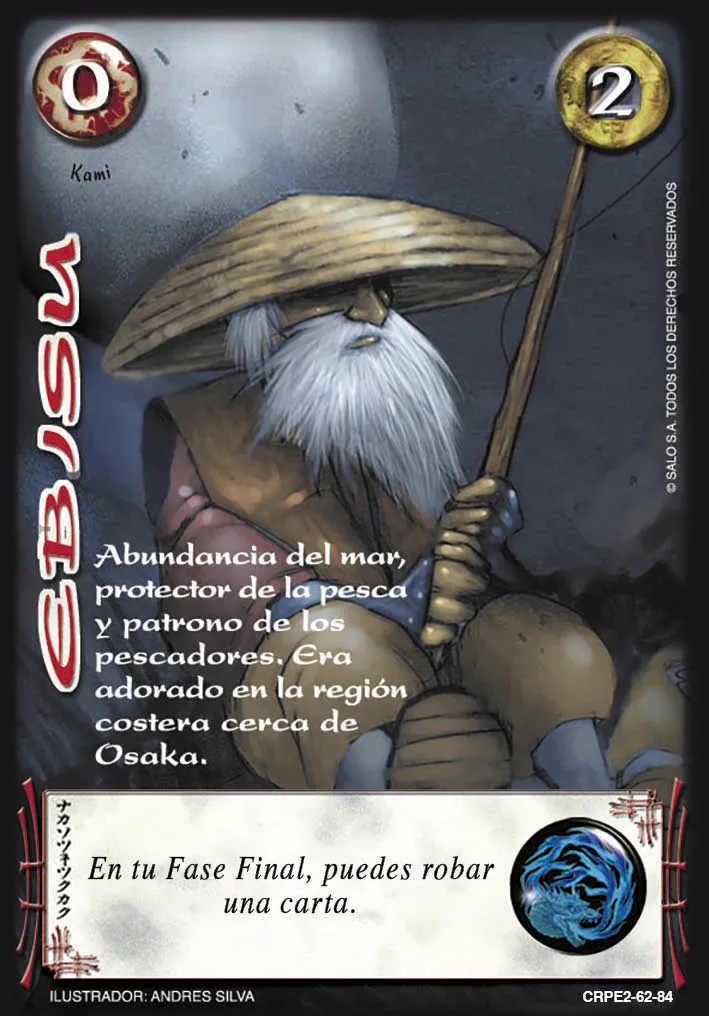 0
2
Kami
EBISU
© SALO S.A. TODOS LOS DERECHOS RESERVADOS
Abundancia del mar,
protector de la pesca
y patrono de los
pescadores. Era
adorado en la región
costera cerca de
Osaka.
ナカソツネツクカク
En tu Fase Final, puedes robar
una carta.
ILUSTRADOR: ANDRES SILVA
CRPE2-62-84